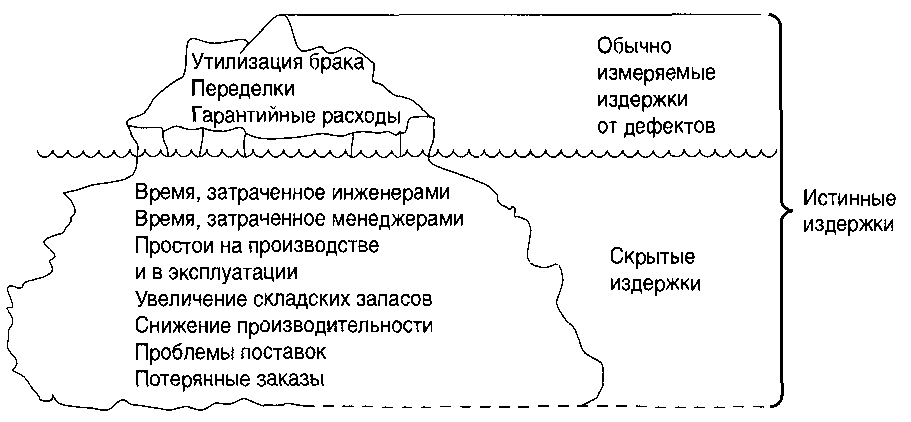 Утилизация брака
Переделки
Гарантийные расходы
Обычно
измеряемые
издержки
от дефектов
Время, затраченное инженерами
Время, затраченное менеджерами
Простои на производстве
и в эксплуатации
Увеличение складских запасов
Снижение производительности
Проблемы поставок
Потерянные заказы
Скрытые
издержки
Истинные
издержки